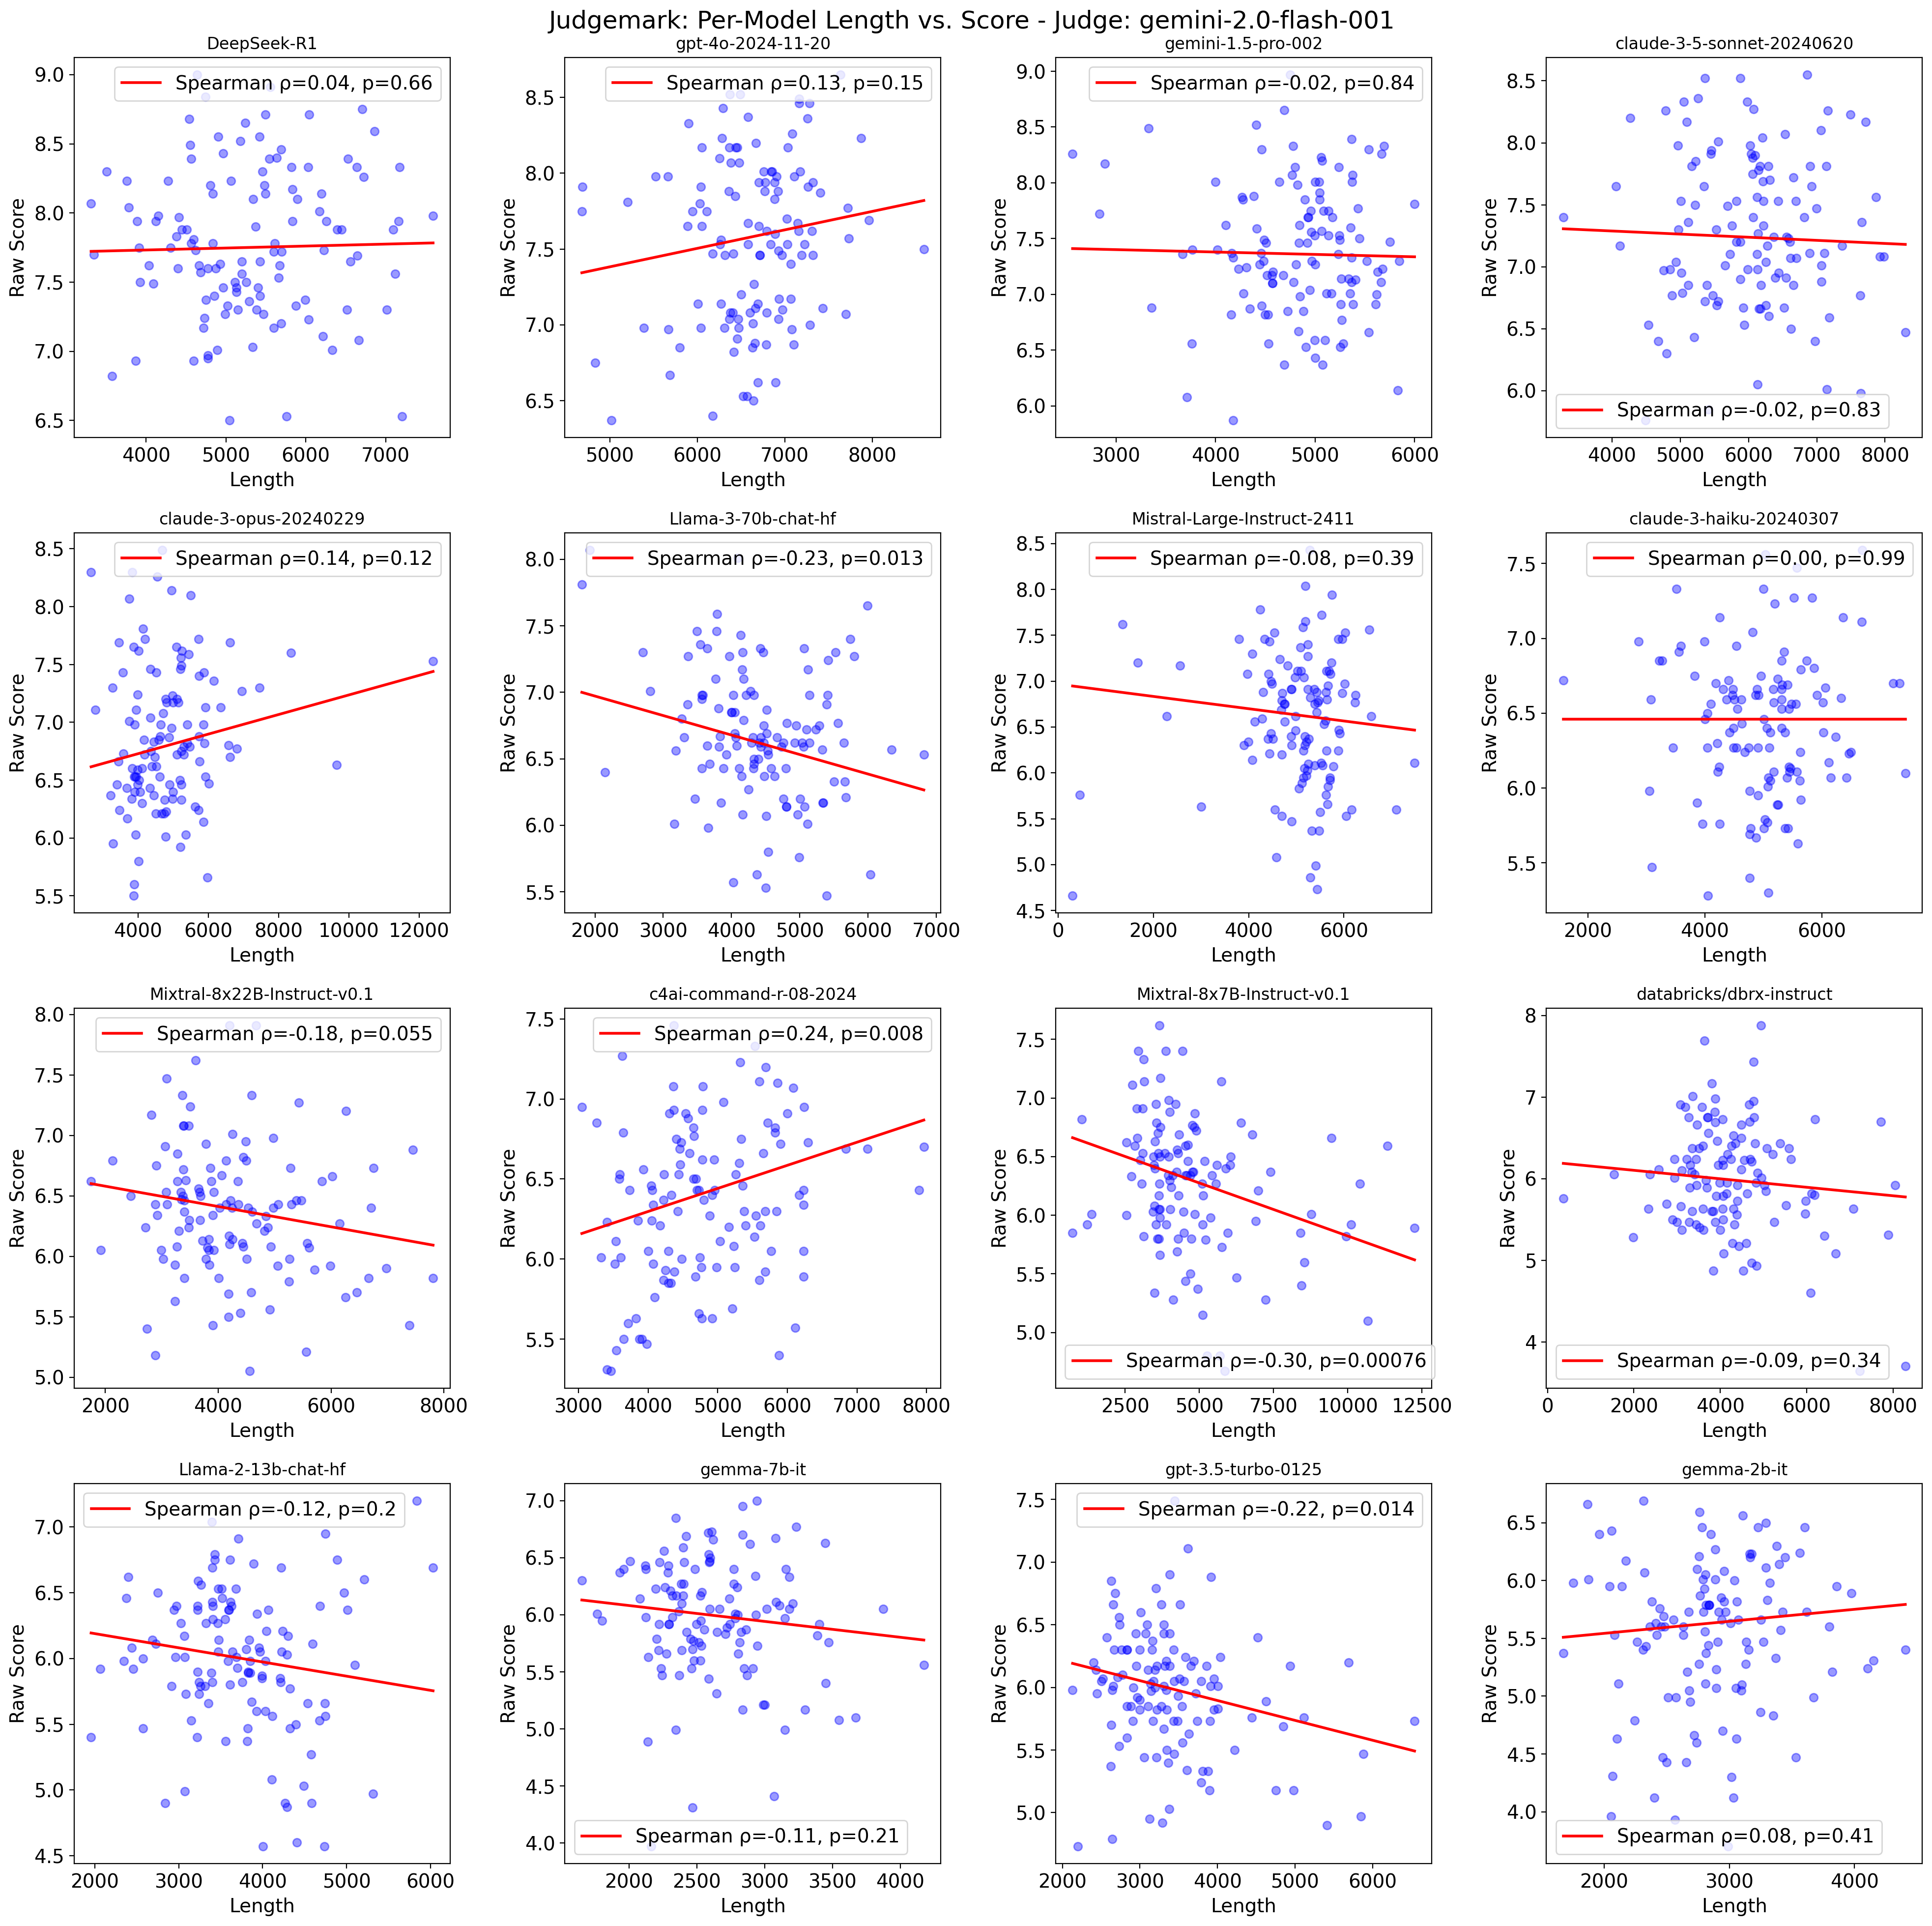 Judgemark: Per-Model Length vs. Score - Judge: gemini-2.0-flash-001
DeepSeek-R1
Spearman ρ=0.04, p=0.66
Raw Score
9.0
8.5
8.0
7.5
7.0
6.5
4000 5000 6000 7000
Length
gpt-4o-2024-11-20
Spearman ρ=0.13, p=0.15
Raw Score
8.5
8.0
7.5
7.0
6.5
5000 6000 7000 8000
Length
gemini-1.5-pro-002
Spearman ρ=-0.02, p=0.84
Raw Score
9.0
8.5
8.0
7.5
7.0
6.5
6.0
3000 4000 5000 6000
Length
claude-3-5-sonnet-20240620
Spearman ρ=-0.02, p=0.83
Raw Score
8.5
8.0
7.5
7.0
6.5
6.0
4000 5000 6000 7000 8000
Length
claude-3-opus-20240229
Spearman ρ=0.14, p=0.12
Raw Score
8.5
8.0
7.5
7.0
6.5
6.0
5.5
4000 6000 8000 10000 12000
Length
Llama-3-70b-chat-hf
Spearman ρ=-0.23, p=0.013
Raw Score
8.0
7.5
7.0
6.5
6.0
5.5
2000 3000 4000 5000 6000 7000
Length
Mistral-Large-Instruct-2411
Spearman ρ=-0.08, p=0.39
Raw Score
8.5
8.0
7.5
7.0
6.5
6.0
5.5
5.0
4.5
0 2000 4000 6000
Length
claude-3-haiku-20240307
Spearman ρ=0.00, p=0.99
Raw Score
7.5
7.0
6.5
6.0
5.5
2000 4000 6000
Length
Mixtral-8x22B-Instruct-v0.1
Spearman ρ=-0.18, p=0.055
Raw Score
8.0
7.5
7.0
6.5
6.0
5.5
5.0
2000 4000 6000 8000
Length
c4ai-command-r-08-2024
Spearman ρ=0.24, p=0.008
Raw Score
7.5
7.0
6.5
6.0
5.5
3000 4000 5000 6000 7000 8000
Length
Mixtral-8x7B-Instruct-v0.1
Spearman ρ=-0.30, p=0.00076
Raw Score
7.5
7.0
6.5
6.0
5.5
5.0
2500 5000 7500 10000 12500
Length
databricks/dbrx-instruct
Spearman ρ=-0.09, p=0.34
Raw Score
8
7
6
5
4
0 2000 4000 6000 8000
Length
Llama-2-13b-chat-hf
Spearman ρ=-0.12, p=0.2
Raw Score
7.0
6.5
6.0
5.5
5.0
4.5
2000 3000 4000 5000 6000
Length
gemma-7b-it
Spearman ρ=-0.11, p=0.21
Raw Score
7.0
6.5
6.0
5.5
5.0
4.5
4.0
2000 2500 3000 3500 4000
Length
gpt-3.5-turbo-0125
Spearman ρ=-0.22, p=0.014
Raw Score
7.5
7.0
6.5
6.0
5.5
5.0
2000 3000 4000 5000 6000
Length
gemma-2b-it
Spearman ρ=0.08, p=0.41
Raw Score
6.5
6.0
5.5
5.0
4.5
4.0
2000 3000 4000
Length